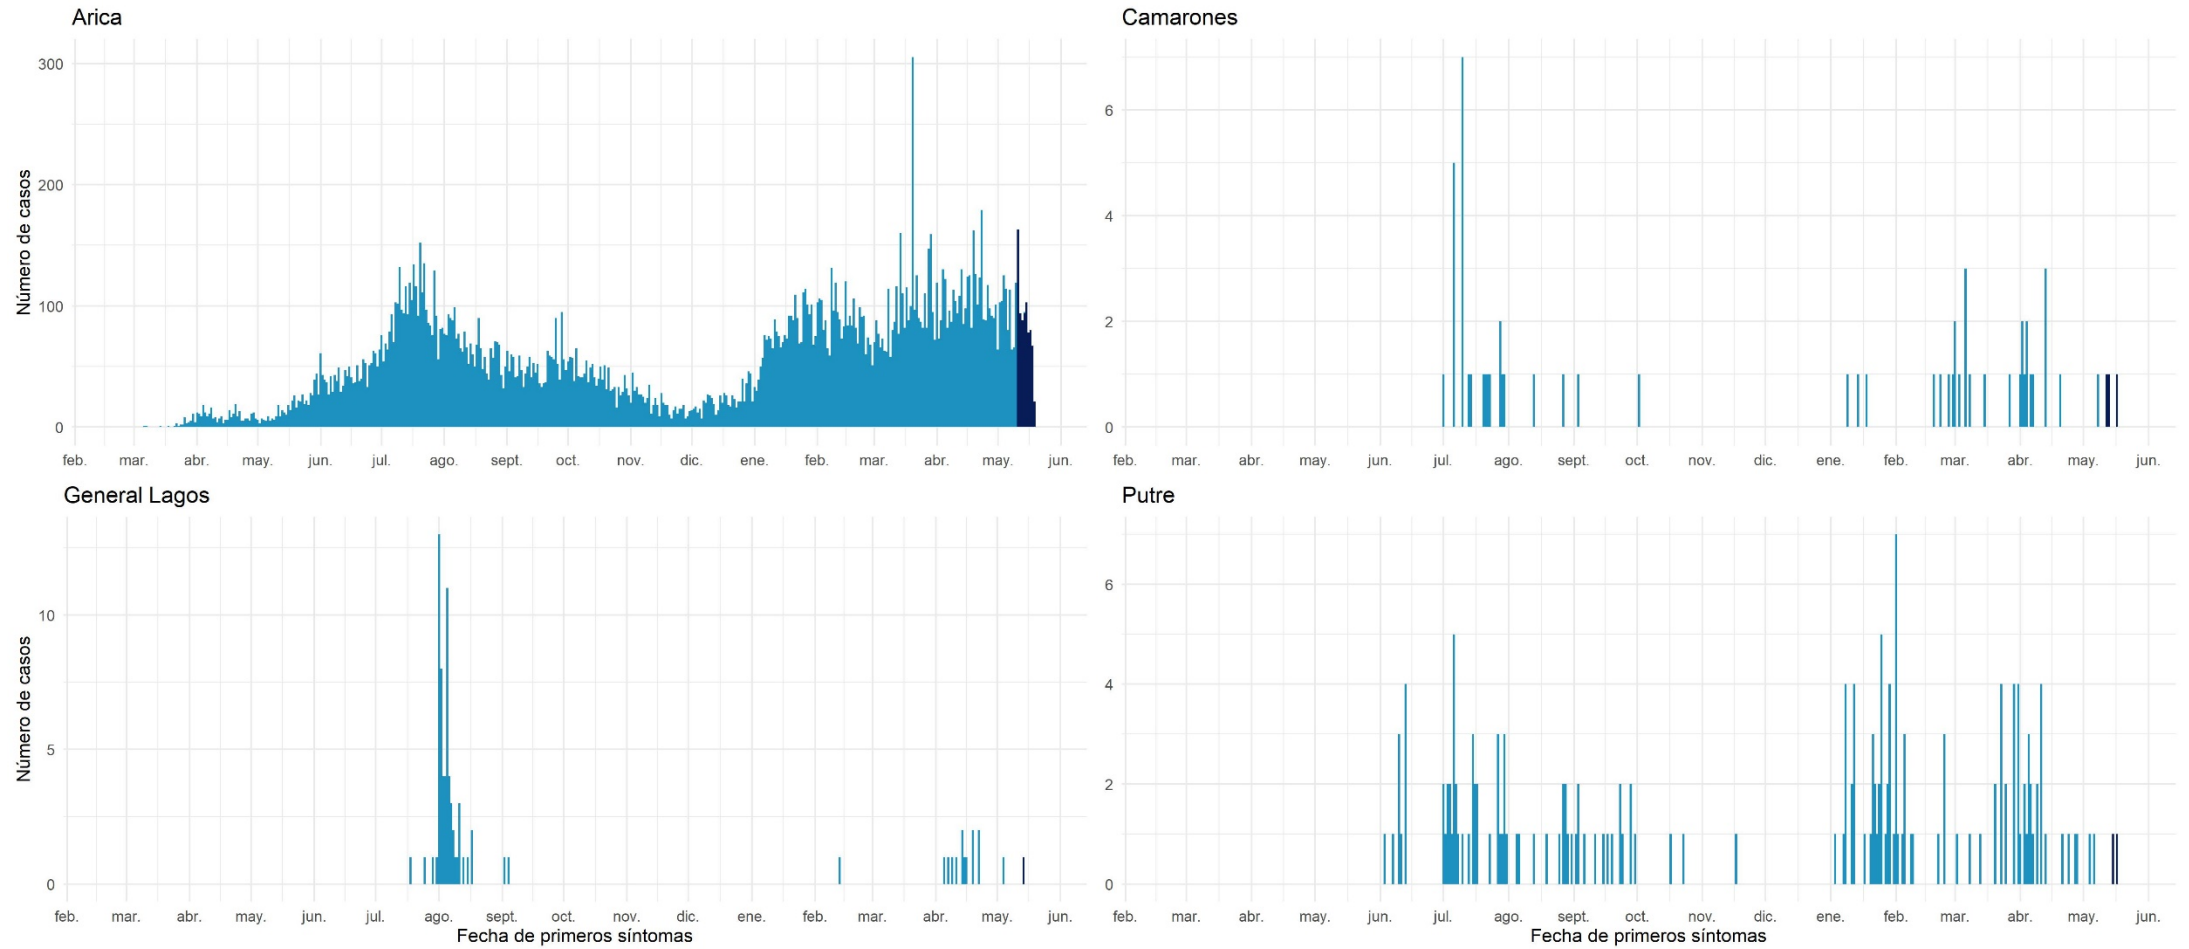 Arica
Número de casos
300
200
100
0
feb. mar. abr. may. jun. jul. ago. sept. oct. nov. dic. ene. feb. mar. abr. may. jun.
Camarones
6
4
2
0
feb. mar. abr. may. jun. jul. ago. sept. oct. nov. dic. ene. feb. mar. abr. may. jun.
General Lagos
Número de casos
10
5
0
feb. mar. abr. may. jun. jul. ago. sept. oct. nov. dic. ene. feb. mar. abr. may. jun.
Fecha de primeros síntomas
Putre
6
4
2
0
feb. mar. abr. may. jun. jul. ago. sept. oct. nov. dic. ene. feb. mar. abr. may. jun.
Fecha de primeros síntomas